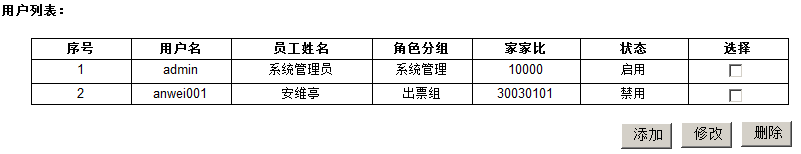 用户列表：
序号 用户名 员工姓名 角色分组 家家比 状态 选择
1 admin 系统管理员 系统管理 10000 启用
2 anwei001 安维亭 出票组 30030101 禁用
添加 修改 删除